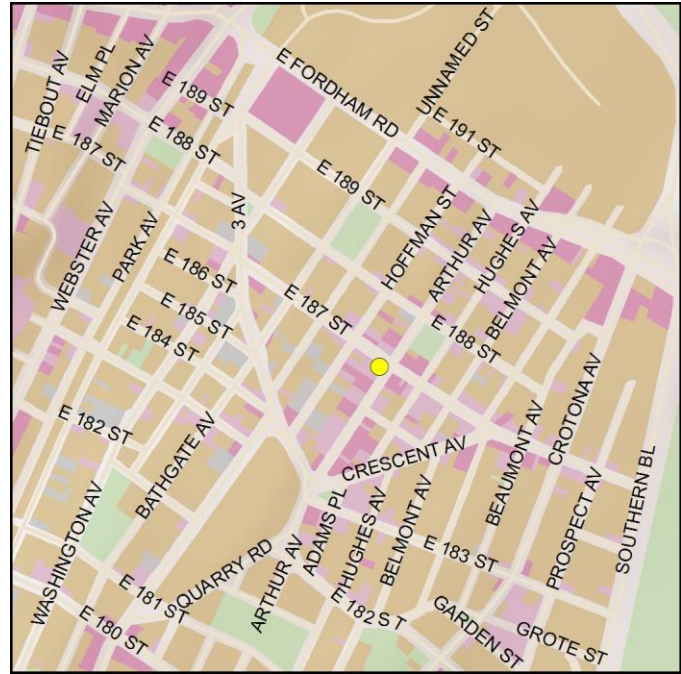 E FORDHAM RD
UNNAMED ST
E 191 ST
TIEBOUT AV
ELM PL
MARION AV
E 189 ST
E 188 ST
E 187 ST
WEBSTER AV
PARK AV
3 AV
E 189 ST
HOFFMAN ST
ARTHUR AV
HUGHES AV
BELMONT AV
E 186 ST
E 185 ST
E 184 ST
E 187 ST
E 188 ST
E 182 ST
BATHGATE AV
WASHINGTON AV
CRESCENT AV
BEAUMONT AV
CROTONA AV
PROSPECT AV
SOUTHERN BL
E 181 ST
E 180 ST
QUARRY RD
ARTHUR AV
ADAMS PL
HUGHES AV
BELMONT AV
E 183 ST
E 182 ST
GARDEN ST
GROTE ST